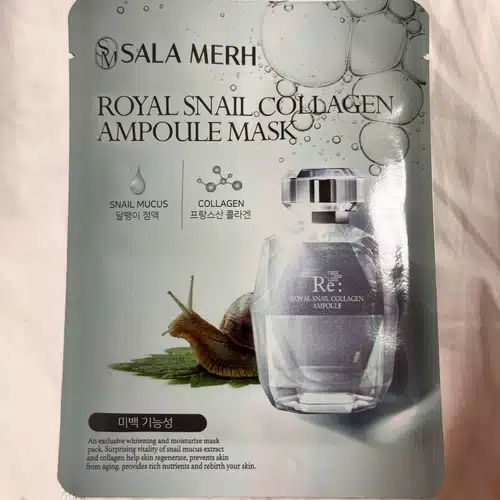 SM SALA MERH
ROYAL SNAIL COLLAGEN
AMPOULE MASK
SNAIL MUCUS
달팽이 점액
COLLAGEN
프랑스산 콜라겐
Re:
ROYAL SNAIL COLLAGEN
AMPOULE
미백 기능성
An exclusive whitening and moisturize mask
pack. Surprising vitality of snail mucus extract
and collagen help skin regenerate, prevents skin
from aging, provides rich nutrients and rebirth your skin.